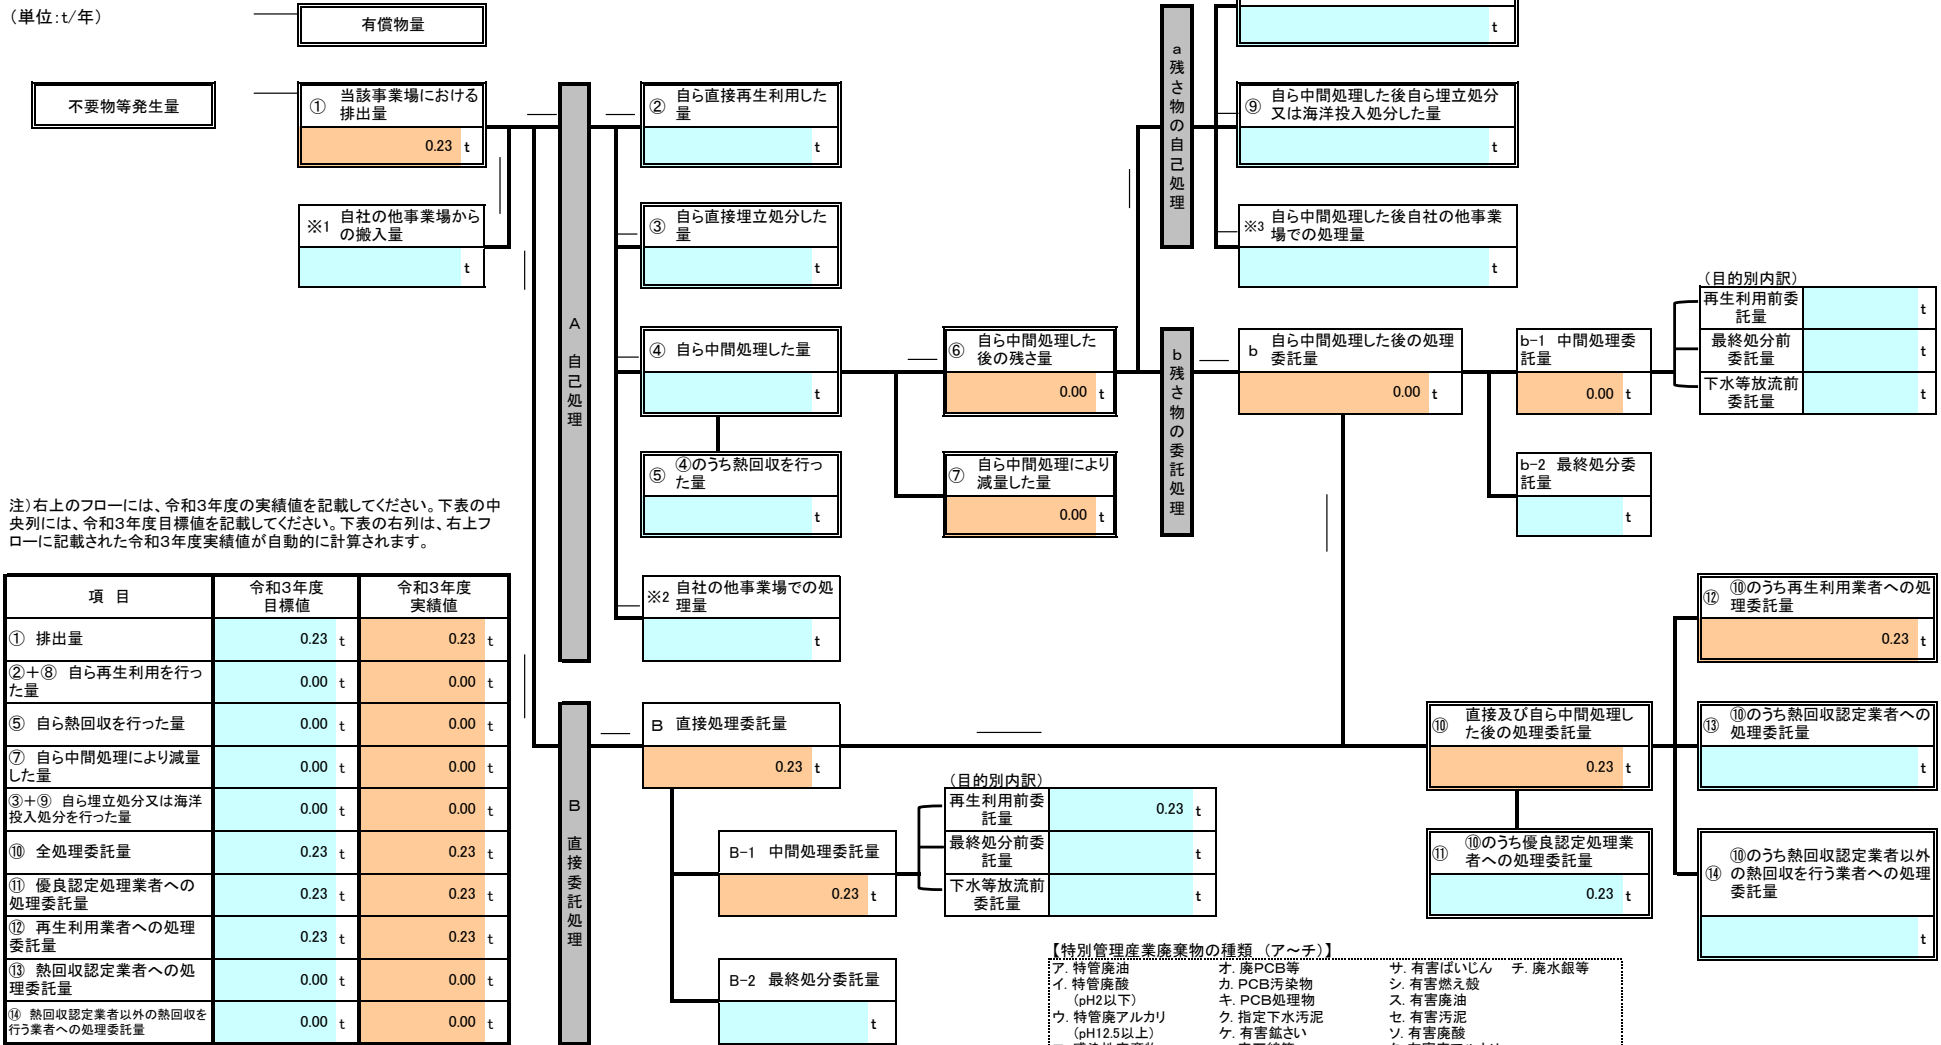 (単位:t/年)
有償物量
不要物等発生量
① 当該事業場における
排出量
0.23 t
※1 自社の他事業場から
の搬入量
t
A 自己処理
② 自ら直接再生利用した
量
t
③ 自ら直接埋立処分した
量
t
④ 自ら中間処理した量
t
⑤ ④のうち熱回収を行っ
た量
t
※2 自社の他事業場での処
理量
t
⑥ 自ら中間処理した
後の残さ量
0.00 t
⑦ 自ら中間処理により
減量した量
0.00 t
a残さ物の自己処理
t
⑨ 自ら中間処理した後自ら埋立処分
又は海洋投入処分した量
t
※3 自ら中間処理した後自社の他事業
場での処理量
t
b残さ物の委託処理
b 自ら中間処理した後の処理
委託量
0.00 t
b-1 中間処理委
託量
0.00 t
b-2 最終処分委
託量
t
(目的別内訳)
再生利用前委
託量
t
最終処分前
委託量
t
下水等放流前
委託量
t
注)右上のフローには、令和3年度の実績値を記載してください。下表の中
央列には、令和3年度目標値を記載してください。下表の右列は、右上フ
ローに記載された令和3年度実績値が自動的に計算されます。
項 目
令和3年度
目標値
令和3年度
実績値
① 排出量 0.23 t 0.23 t
②+⑧ 自ら再生利用を行っ
た量 0.00 t 0.00 t
⑤ 自ら熱回収を行った量 0.00 t 0.00 t
⑦ 自ら中間処理により減量
した量 0.00 t 0.00 t
③+⑨ 自ら埋立処分又は海洋
投入処分を行った量 0.00 t 0.00 t
⑩ 全処理委託量 0.23 t 0.23 t
⑪ 優良認定処理業者への
処理委託量 0.23 t 0.23 t
⑫ 再生利用業者への処理
委託量 0.23 t 0.23 t
⑬ 熱回収認定業者への処
理委託量 0.00 t 0.00 t
⑭ 熱回収認定業者以外の熱回収を
行う業者への処理委託量 0.00 t 0.00 t
B 直接委託処理
B 直接処理委託量
0.23 t
B-1 中間処理委託量
0.23 t
B-2 最終処分委託量
t
(目的別内訳)
再生利用前委
託量
0.23 t
最終処分前委
託量
t
下水等放流前
委託量
t
⑩ 直接及び自ら中間処理し
た後の処理委託量
0.23 t
⑪ ⑩のうち優良認定処理業
者への処理委託量
0.23 t
⑫ ⑩のうち再生利用業者への処
理委託量
0.23 t
⑬ ⑩のうち熱回収認定業者への
処理委託量
t
⑭ ⑩のうち熱回収認定業者以外
の熱回収を行う業者への処理
委託量
t
【特別管理産業廃棄物の種類 (ア~チ)】
ア. 特管廃油 オ. 廃PCB等 サ. 有害ばいじん チ. 廃水銀等
イ. 特管廃酸 カ. PCB汚染物 シ. 有害燃え殻
(pH2以下) キ. PCB処理物 ス. 有害廃油
ウ. 特管廃アルカリ ク. 指定下水汚泥 セ. 有害汚泥
(pH12.5以上) ケ. 有害鉱さい ソ. 有害廃酸